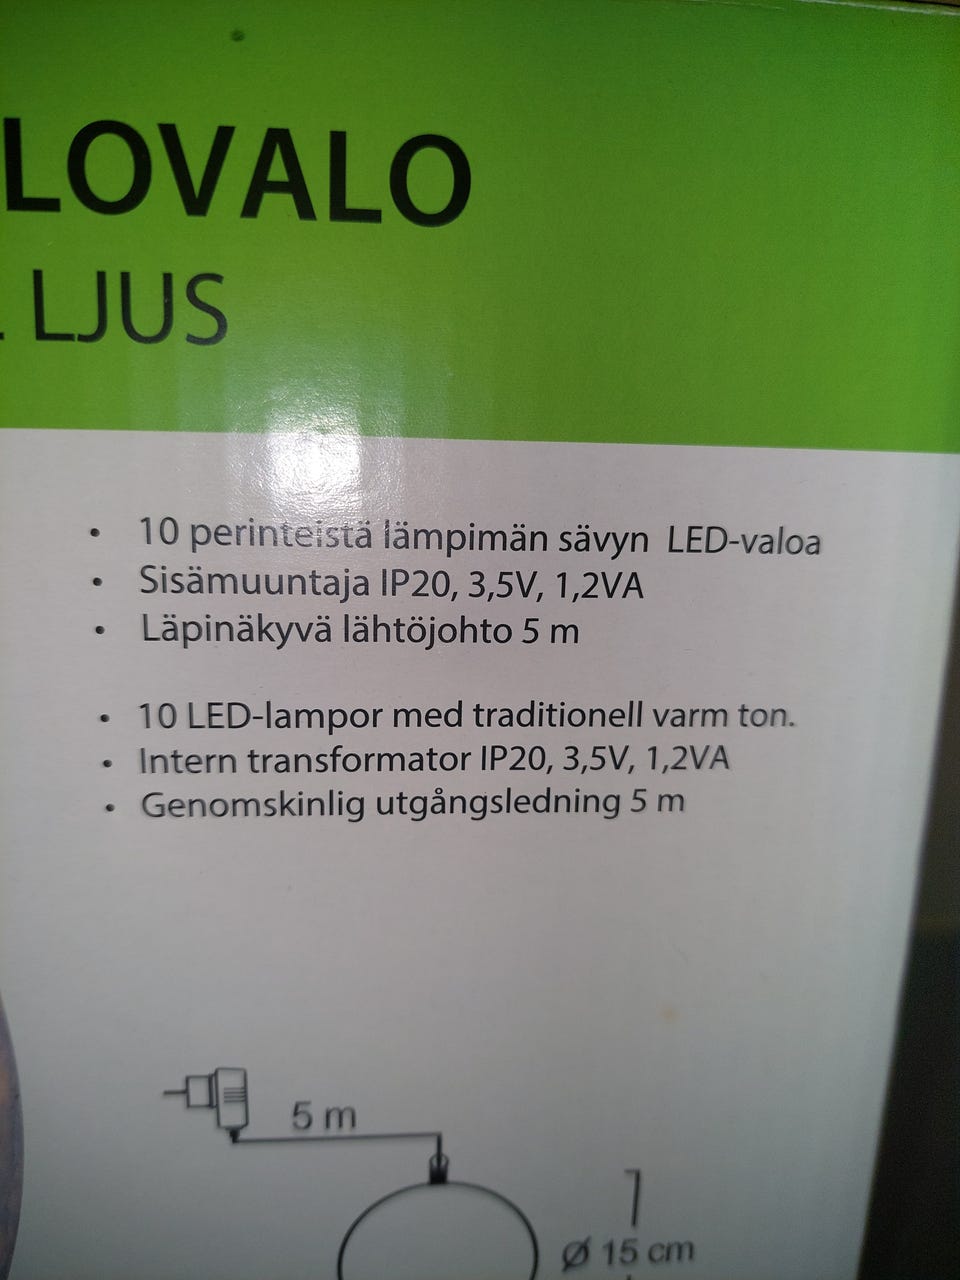 LOVALO
LJUS
• 10 perinteistä lämpimän sävyn LED-valoa
• Sisämuuntaja IP20, 3,5V, 1,2VA
• Läpinäkyvä lähtöjohto 5 m
• 10 LED-lampor med traditionell varm ton.
• Intern transformator IP20, 3,5V, 1,2VA
• Genomskinlig utgångsledning 5 m
5 m
Ø 15 cm